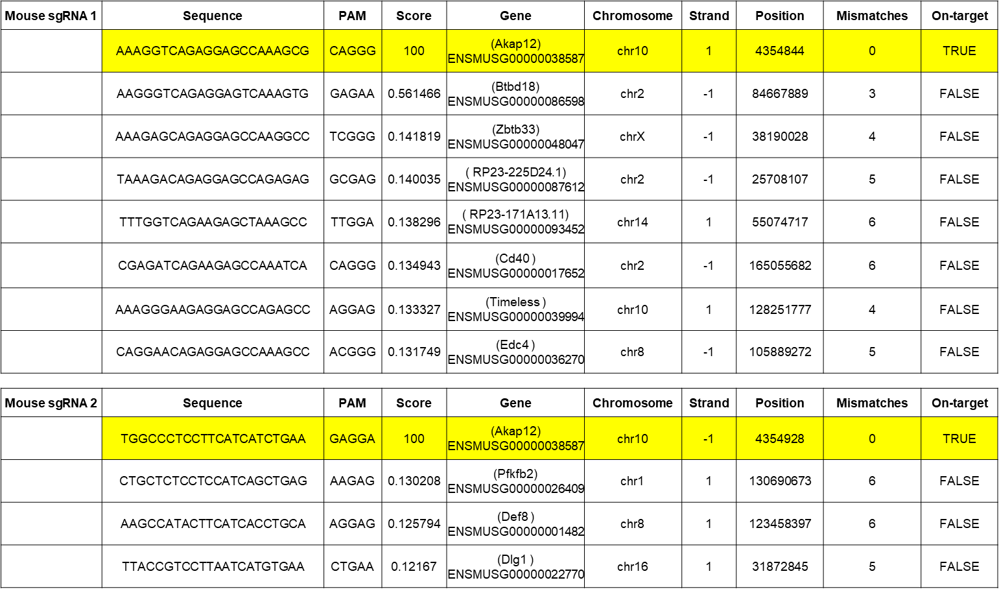 Mouse sgRNA 1 Sequence PAM Score Gene Chromosome Strand Position Mismatches On-target
AAAGGTCAGAGGAGCCAAAGCG CAGGG 100 (Akap12) ENSMUSG00000038587 chr10 1 4354844 0 TRUE
AAGGGTCAGAGGAGTCAAAGTG GAGAA 0.561466 (Btbd18) ENSMUSG00000086598 chr2 -1 84667889 3 FALSE
AAAGAGCAGAGGAGCCAAGGCC TCGGG 0.141819 (Zbtb33) ENSMUSG00000048047 chrX -1 38190028 4 FALSE
TAAAGACAGAGGAGCCAGAGAG GCGAG 0.140035 ( RP23-225D24.1) ENSMUSG00000087612 chr2 -1 25708107 5 FALSE
TTTGGTCAGAAGAGCTAAAGCC TTGGA 0.138296 ( RP23-171A13.11) ENSMUSG00000093452 chr14 1 55074717 6 FALSE
CGAGATCAGAAGAGCCAAATCA CAGGG 0.134943 (Cd40 ) ENSMUSG00000017652 chr2 -1 165055682 6 FALSE
AAAGGGAAGAGGAGCCAGAGCC AGGAG 0.133327 (Timeless ) ENSMUSG00000039994 chr10 1 128251777 4 FALSE
CAGGAACAGAGGAGCCAAAGCC ACGGG 0.131749 (Edc4 ) ENSMUSG00000036270 chr8 -1 105889272 5 FALSE
Mouse sgRNA 2 Sequence PAM Score Gene Chromosome Strand Position Mismatches On-target
TGGCCCTCCTTCATCATCTGAA GAGGA 100 (Akap12) ENSMUSG00000038587 chr10 -1 4354928 0 TRUE
CTGCTCTCCTCCATCAGCTGAG AAGAG 0.130208 (Pfkfb2) ENSMUSG00000026409 chr1 1 130690673 6 FALSE
AAGCCATACTTCATCACCTGCA AGGAG 0.125794 (Def8 ) ENSMUSG00000001482 chr8 1 123458397 6 FALSE
TTACCGTCCTTAATCATGTGAA CTGAA 0.12167 (Dlg1 ) ENSMUSG00000022770 chr16 1 31872845 5 FALSE